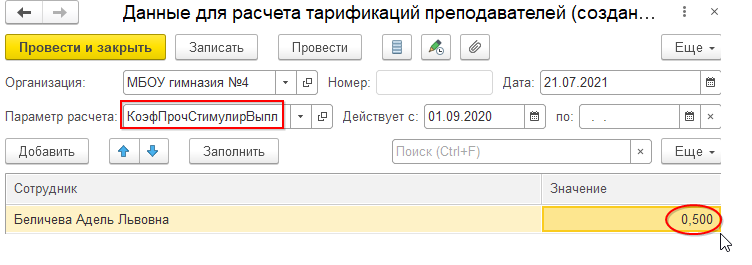 Данные для расчета тарификаций преподавателей (создан...
Провести и закрыть Записать Провести Еще
Организация: МБОУ гимназия №4 Номер: Дата: 21.07.2021
Параметр расчета: КоэфПрочСтимулирВыпл Действует с: 01.09.2020 по: . .
Добавить Заполнить Поиск (Ctrl+F) × Еще
Сотрудник Значение
Беличева Адель Львовна 0,500